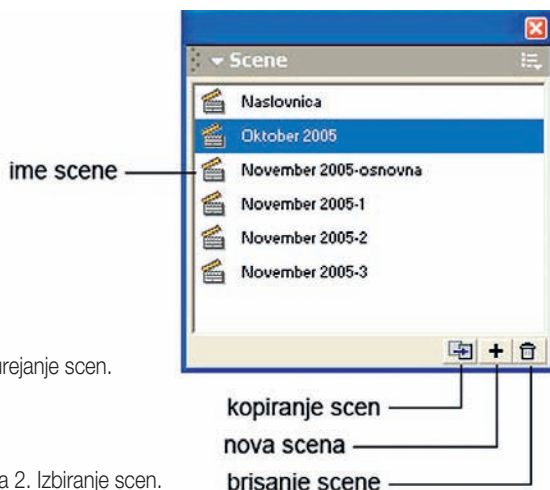 Scene
Naslovnica
Oktober 2005
ime scene
November 2005-osnovna
November 2005-1
November 2005-2
November 2005-3
scen.
kopiranje scen
nova scena
2. Izbiranje scen.
brisanje scene